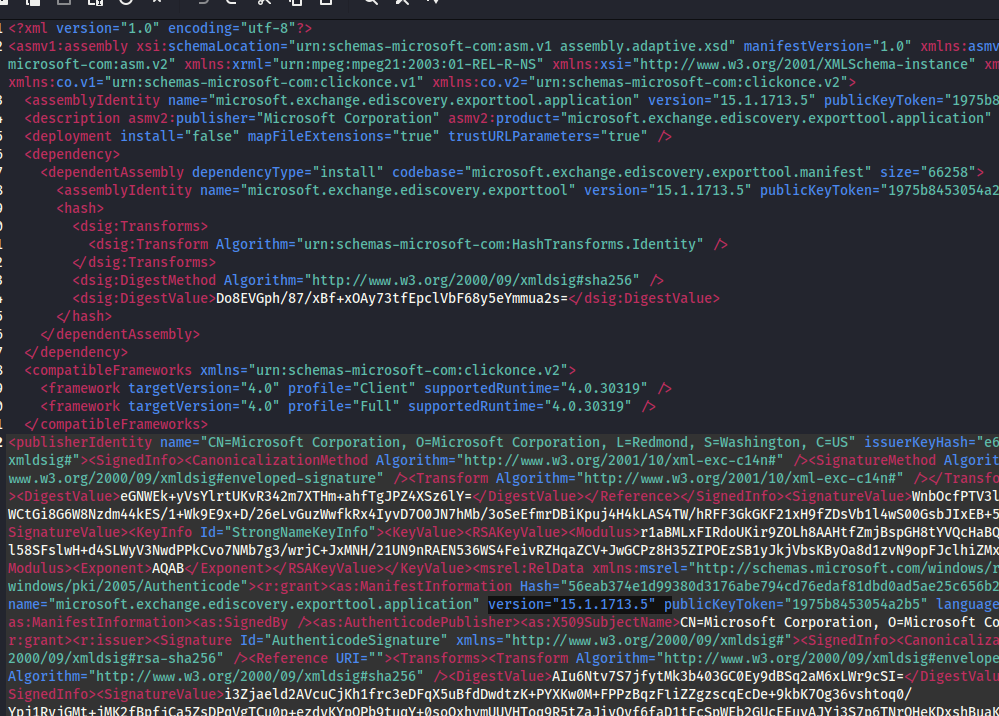 <?xml version="1.0" encoding="utf-8"?>
<asmv1:assembly xsi:schemaLocation="urn:schemas-microsoft-com:asm.v1 assembly.adaptive.xsd" manifestVersion="1.0" xmlns:asmv
microsoft-com:asm.v2" xmlns:xrml="urn:mpeg:mpeg21:2003:01-REL-R-NS" xmlns:xsi="http://www.w3.org/2001/XMLSchema-instance" xm
xmlns:co.v1="urn:schemas-microsoft-com:clickonce.v1" xmlns:co.v2="urn:schemas-microsoft-com:clickonce.v2">
<assemblyIdentity name="microsoft.exchange.ediscovery.exporttool.application" version="15.1.1713.5" publicKeyToken="1975b8
<description asmv2:publisher="Microsoft Corporation" asmv2:product="microsoft.exchange.ediscovery.exporttool.application"
<deployment install="false" mapFileExtensions="true" trustURLParameters="true" />
<dependency>
<dependentAssembly dependencyType="install" codebase="microsoft.exchange.ediscovery.exporttool.manifest" size="66258">
<assemblyIdentity name="microsoft.exchange.ediscovery.exporttool" version="15.1.1713.5" publicKeyToken="1975b8453054a2
<hash>
<dsig:Transforms>
<dsig:Transform Algorithm="urn:schemas-microsoft-com:HashTransforms.Identity" />
</dsig:Transforms>
<dsig:DigestMethod Algorithm="http://www.w3.org/2000/09/xmldsig#sha256" />
<dsig:DigestValue>Do8EVGph/87/xBf+xOAy73tfEpclVbF68y5eYmmua2s=</dsig:DigestValue>
</hash>
</dependentAssembly>
</dependency>
<compatibleFrameworks xmlns="urn:schemas-microsoft-com:clickonce.v2">
<framework targetVersion="4.0" profile="Client" supportedRuntime="4.0.30319" />
<framework targetVersion="4.0" profile="Full" supportedRuntime="4.0.30319" />
</compatibleFrameworks>
<publisherIdentity name="CN=Microsoft Corporation, O=Microsoft Corporation, L=Redmond, S=Washington, C=US" issuerKeyHash="e6
xmldsig#"><SignedInfo><CanonicalizationMethod Algorithm="http://www.w3.org/2001/10/xml-exc-c14n#" /><SignatureMethod Algorit
www.w3.org/2000/09/xmldsig#enveloped-signature" /><Transform Algorithm="http://www.w3.org/2001/10/xml-exc-c14n#" /></Transfo
><DigestValue>eGNWEk+yVsYlrtUKvR342m7XTHm+ahfTgJPZ4XSz6lY=</DigestValue></Reference></SignedInfo><SignatureValue>WnbOcfPTV3l
WCtGi8G6W8Nzdm44kES/1+Wk9E9x+D/26eLvGuzWwfkRx4IyvD7O0JN7hMb/3oSeEfmrDBiKpuj4H4kLAS4TW/hRFF3GkGKF21xH9fZDsVb1l4wS00GsbJIxEB+5
SignatureValue><KeyInfo Id="StrongNameKeyInfo"><KeyValue><RSAKeyValue><Modulus>r1aBMLxFIRdoUKir9ZOLh8AAHtfZmjBspGH8tYVQcHaBQ
l58SFslwH+d4SLWyV3NwdPPkCvo7NMb7g3/wrjC+JxMNH/21UN9nRAEN536WS4FeivRZHqaZCV+JwGCPz8H35ZIPOEzSB1yJkjVbsKByOa8d1zvN9opFJclhiZMx
Modulus><Exponent>AQAB</Exponent></RSAKeyValue></KeyValue><msrel:RelData xmlns:msrel="http://schemas.microsoft.com/windows/r
windows/pki/2005/Authenticode"><r:grant><as:ManifestInformation Hash="56eab374e1d99380d3176abe794cd76edaf81dbd0ad5ae25c656b2
name="microsoft.exchange.ediscovery.exporttool.application" version="15.1.1713.5" publicKeyToken="1975b8453054a2b5" language
as:ManifestInformation><as:SignedBy /><as:AuthenticodePublisher><as:X509SubjectName>CN=Microsoft Corporation, O=Microsoft Co
r:grant><r:issuer><Signature Id="AuthenticodeSignature" xmlns="http://www.w3.org/2000/09/xmldsig#"><SignedInfo><Canonicaliza
2000/09/xmldsig#rsa-sha256" /><Reference URI=""><Transforms><Transform Algorithm="http://www.w3.org/2000/09/xmldsig#envelope
Algorithm="http://www.w3.org/2000/09/xmldsig#sha256" /><DigestValue>AIu6Ntv7S7jfytMk3b403GC0Ey9dBSq2aM6xLWr9cSI=</DigestValu
SignedInfo><SignatureValue>i3Zjaeld2AVcuCjKh1frc3eDFqX5uBfdDwdtzK+PYXKw0M+FPPzBqzFliZZgzscqEcDe+9kbK7Og36vshtoq0/